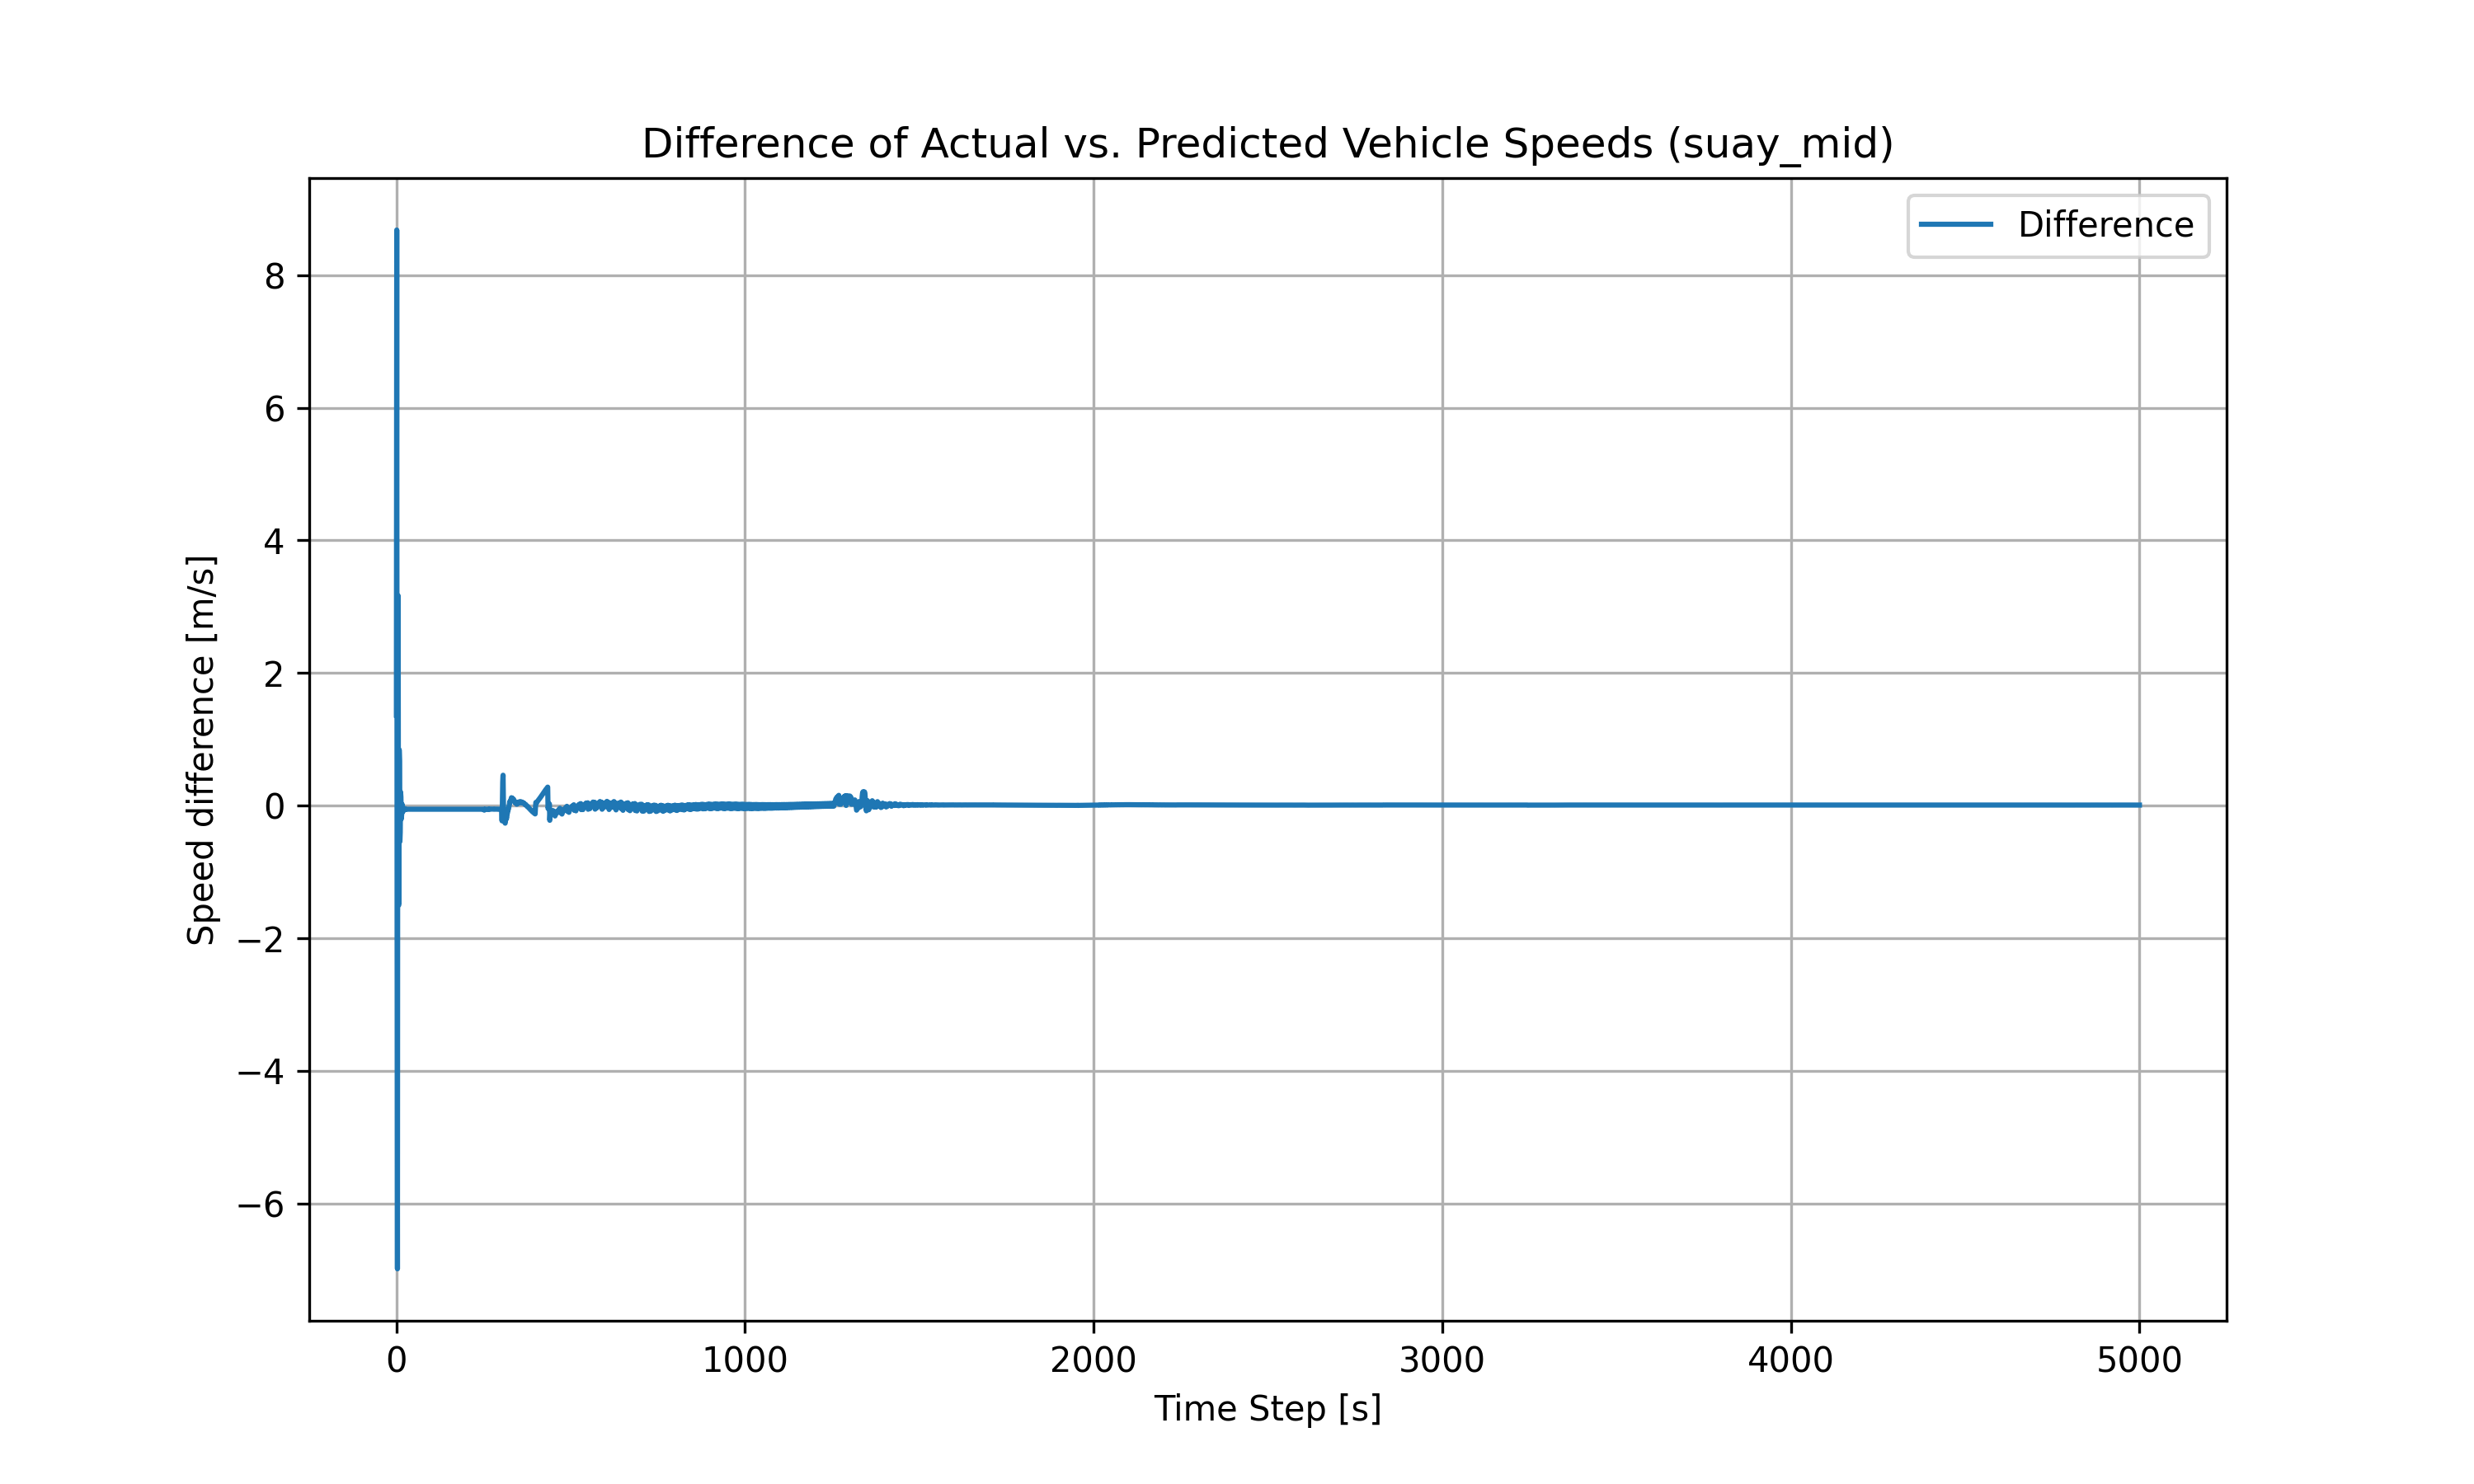 Difference of Actual vs. Predicted Vehicle Speeds (suay_mid)
Difference
8
6
4
2
0
−2
−4
−6
Speed difference [m/s]
0 1000 2000 3000 4000 5000
Time Step [s]